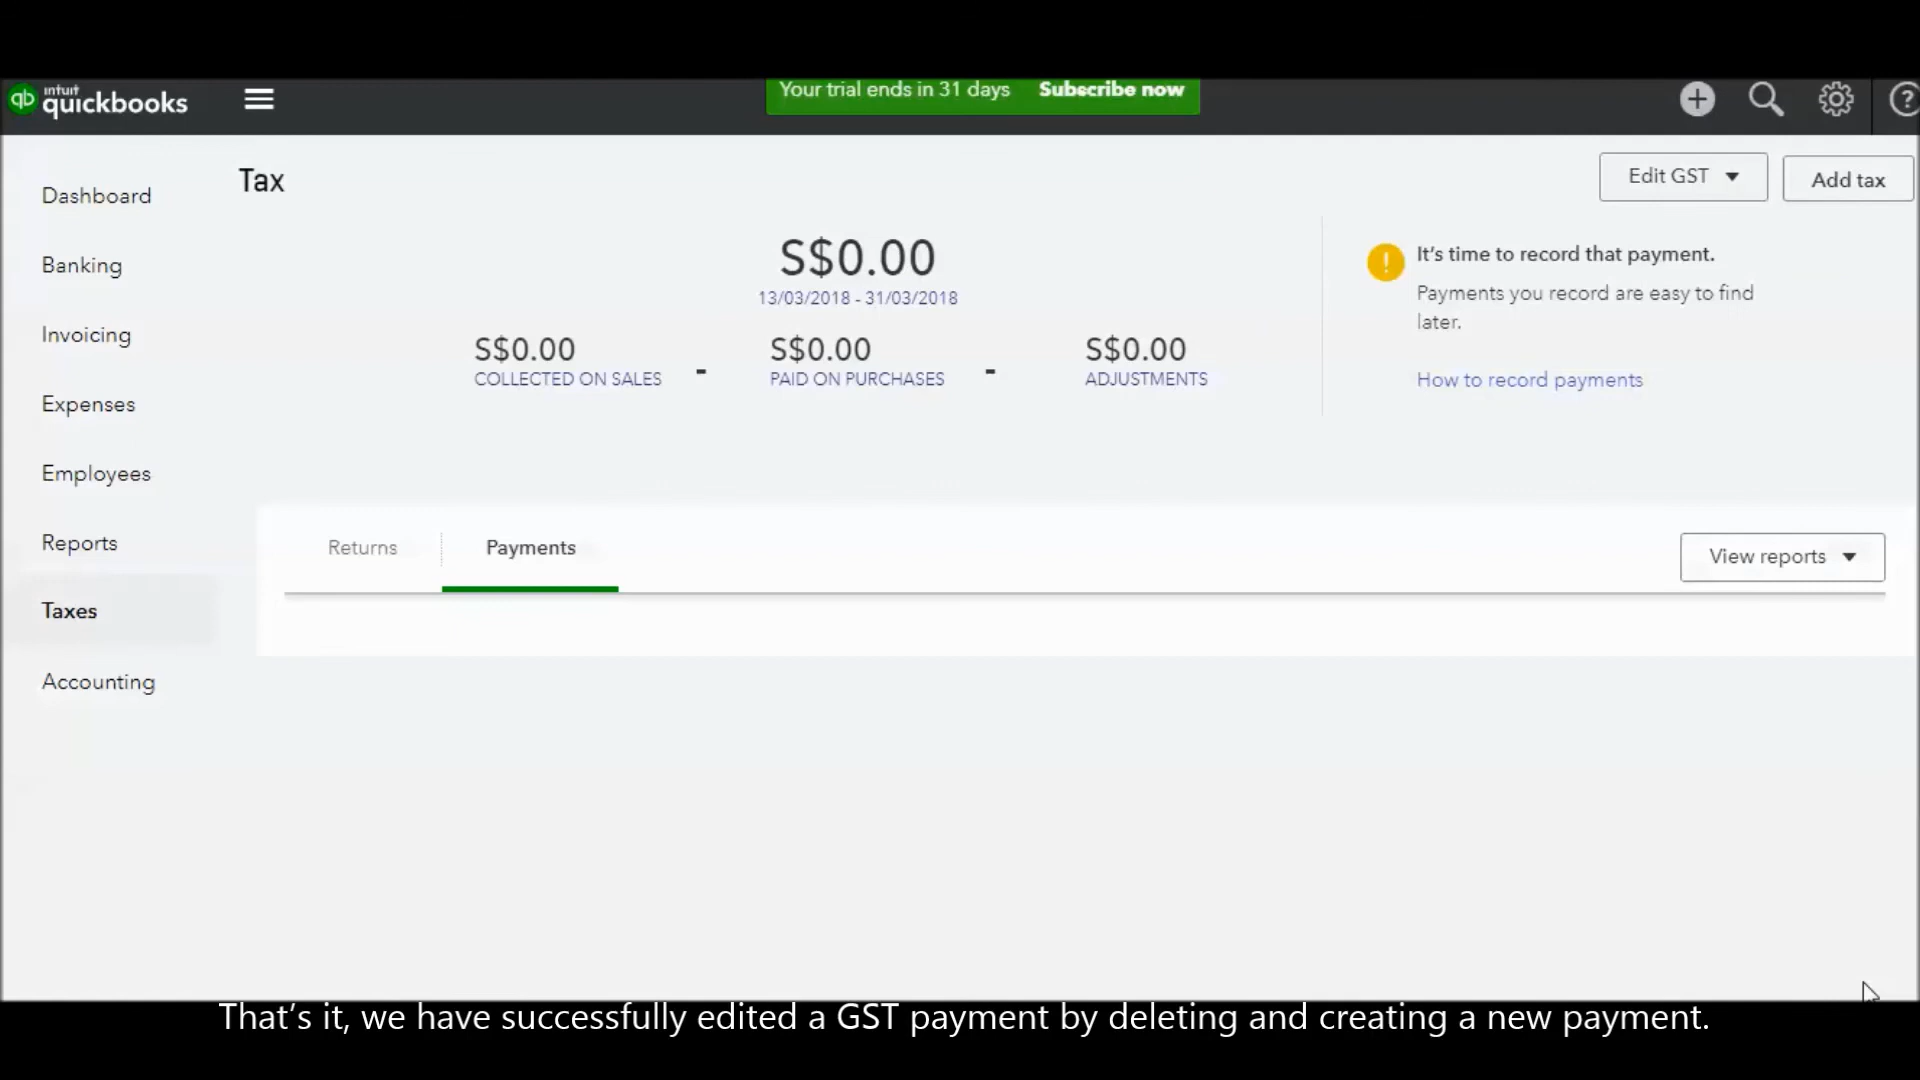 intuit
quickbooks
Your trial ends in 31 days Subscribe now
Dashboard
Banking
Invoicing
Expenses
Employees
Reports
Taxes
Accounting
Tax
Edit GST
Add tax
S$0.00
13/03/2018 - 31/03/2018
S$0.00
COLLECTED ON SALES
-
S$0.00
PAID ON PURCHASES
-
S$0.00
ADJUSTMENTS
It's time to record that payment.
Payments you record are easy to find
later.
How to record payments
Returns
Payments
View reports
That's it, we have successfully edited a GST payment by deleting and creating a new payment.